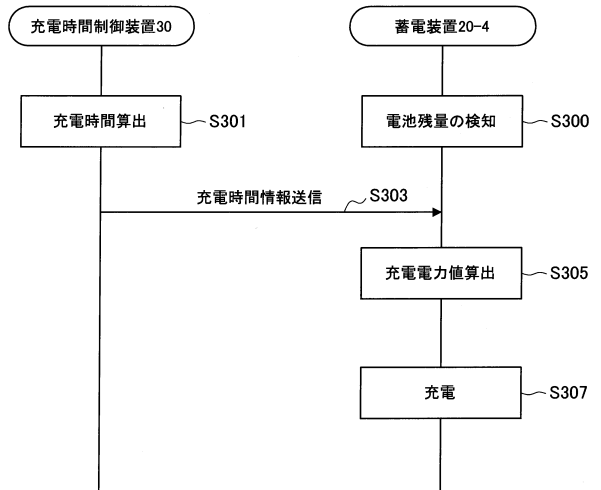 充電時間制御装置30
蓄電装置20-4
充電時間算出
S301
電池残量の検知
S300
充電時間情報送信
S303
充電電力値算出
S305
充電
S307